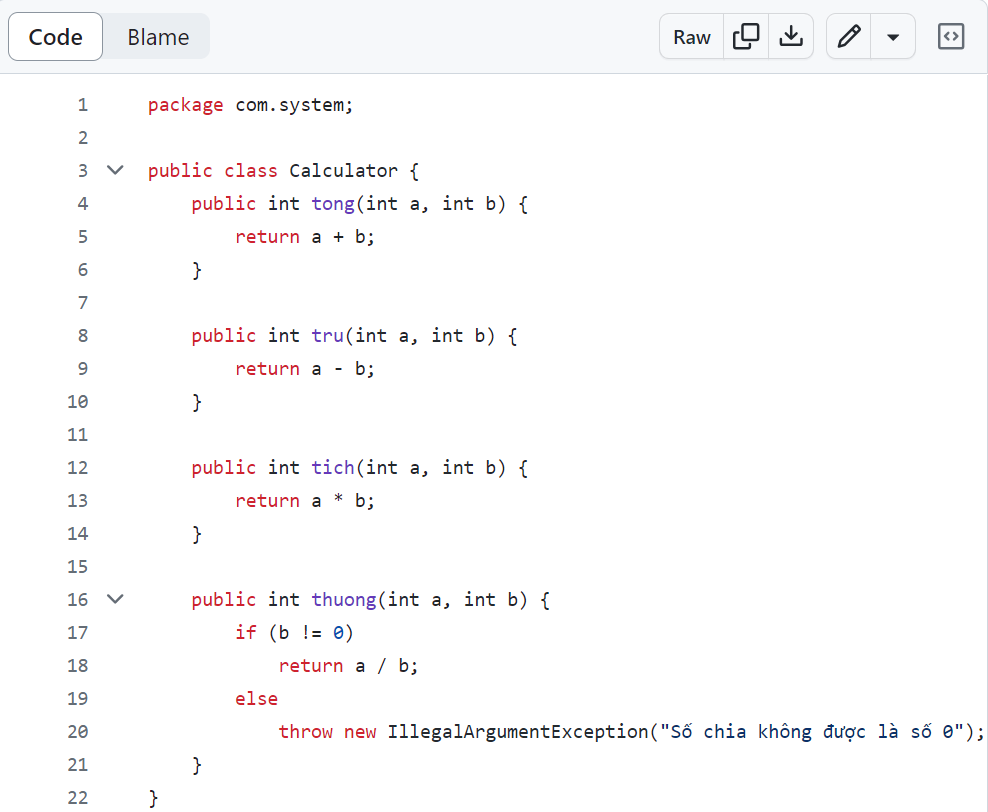 Code Blame Raw
1 package com.system;
2
3 public class Calculator {
4     public int tong(int a, int b) {
5         return a + b;
6     }
7
8     public int tru(int a, int b) {
9         return a - b;
10     }
11
12     public int tich(int a, int b) {
13         return a * b;
14     }
15
16     public int thuong(int a, int b) {
17         if (b != 0)
18             return a / b;
19         else
20             throw new IllegalArgumentException("Số chia không được là số 0");
21     }
22 }